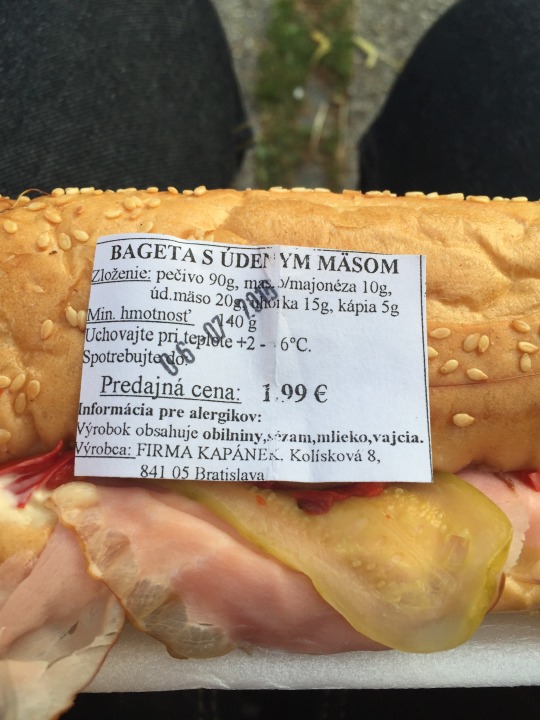 BAGETA S ÚDENÝM MÄSOM
Zloženie: pečivo 90g, maslo/majonéza 10g,
úd.mäso 20g, uhorka 15g, kápia 5g
Min. hmotnosť 140 g
Uchovajte pri teplote +2 - 6°C.
Spotrebujte do:
Predajná cena: 1.99 €
Informácia pre alergikov:
Výrobok obsahuje obilniny,sézam,mlieko,vajcia.
Výrobca: FIRMA KAPÁNEK. Kolísková 8,
841 05 Bratislava